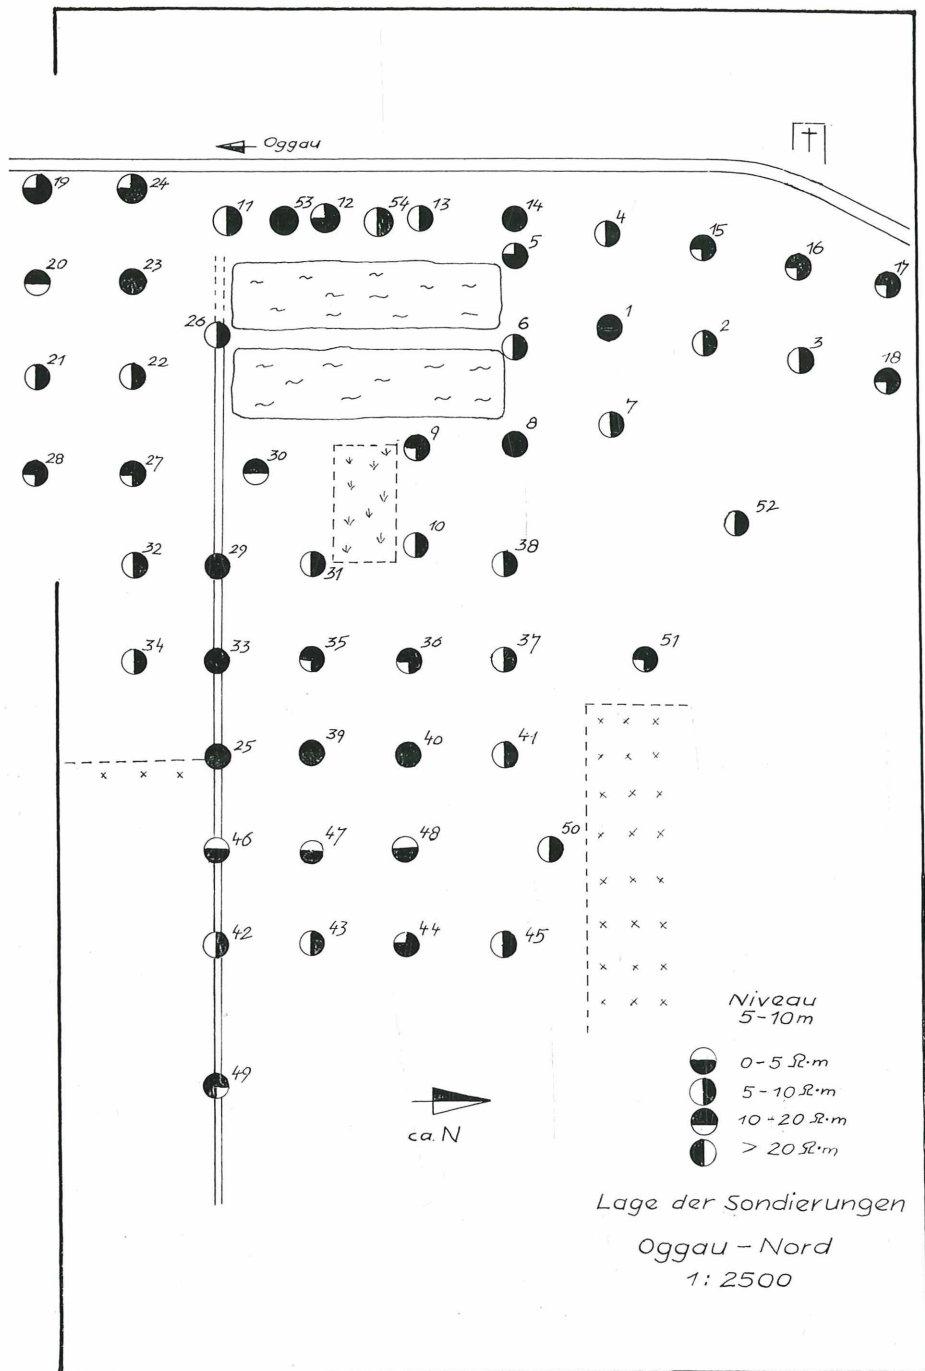 Oggau
19 24
11 53 12 54 13 14 4
5 15 16 17
20 23
26 6 1 2 3
21 22 18
7
28 27 30 9 8
10 52
32 29 31 38
34 33 35 36 37 51
25 39 40 41
46 47 48 50
42 43 44 45
49
ca. N
Niveau
5-10m
0-5 Ω·m
5-10 Ω·m
10-20 Ω·m
> 20 Ω·m
Lage der Sondierungen
Oggau - Nord
1:2500